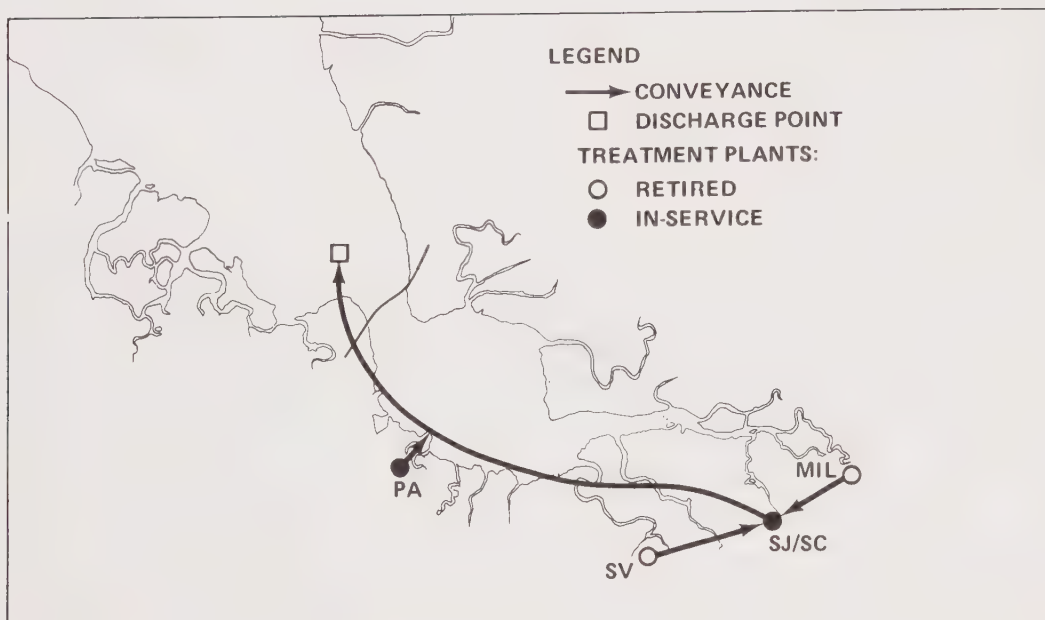 LEGEND
CONVEYANCE
DISCHARGE POINT
TREATMENT PLANTS:
RETIRED
IN-SERVICE
PA
MIL
SJ/SC
SV